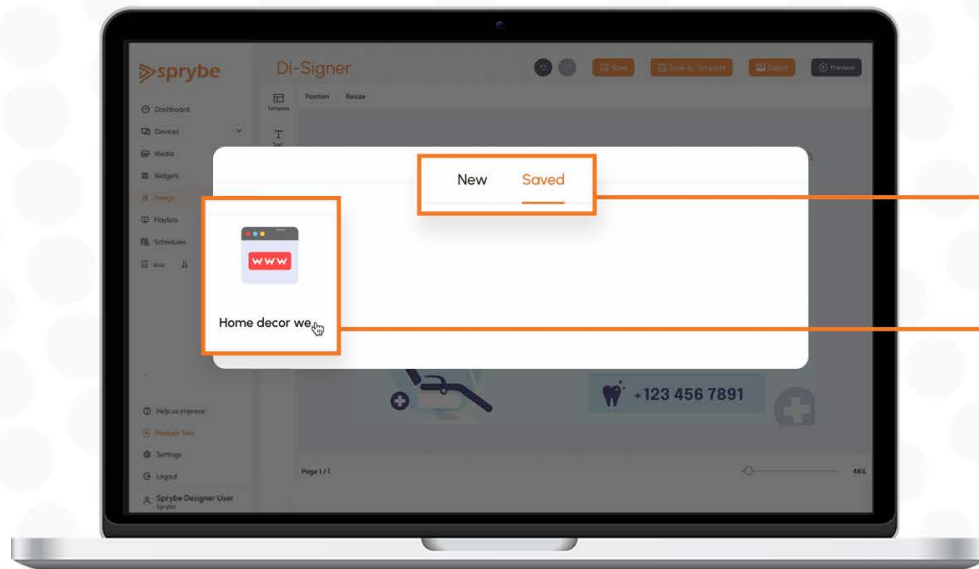 sprybe
Di-Signer
Save
Save as Template
Export
Preview
Dashboard
Template
Position Resize
Devices
T
Text
Media
Widgets
Design
Playlists
Schedules
New Saved
www
Home decor we
+123 456 7891
Help us improve
Product Tour
Settings
Logout
Page 1 / 1
48%
Sprybe Designer User
Sprybe